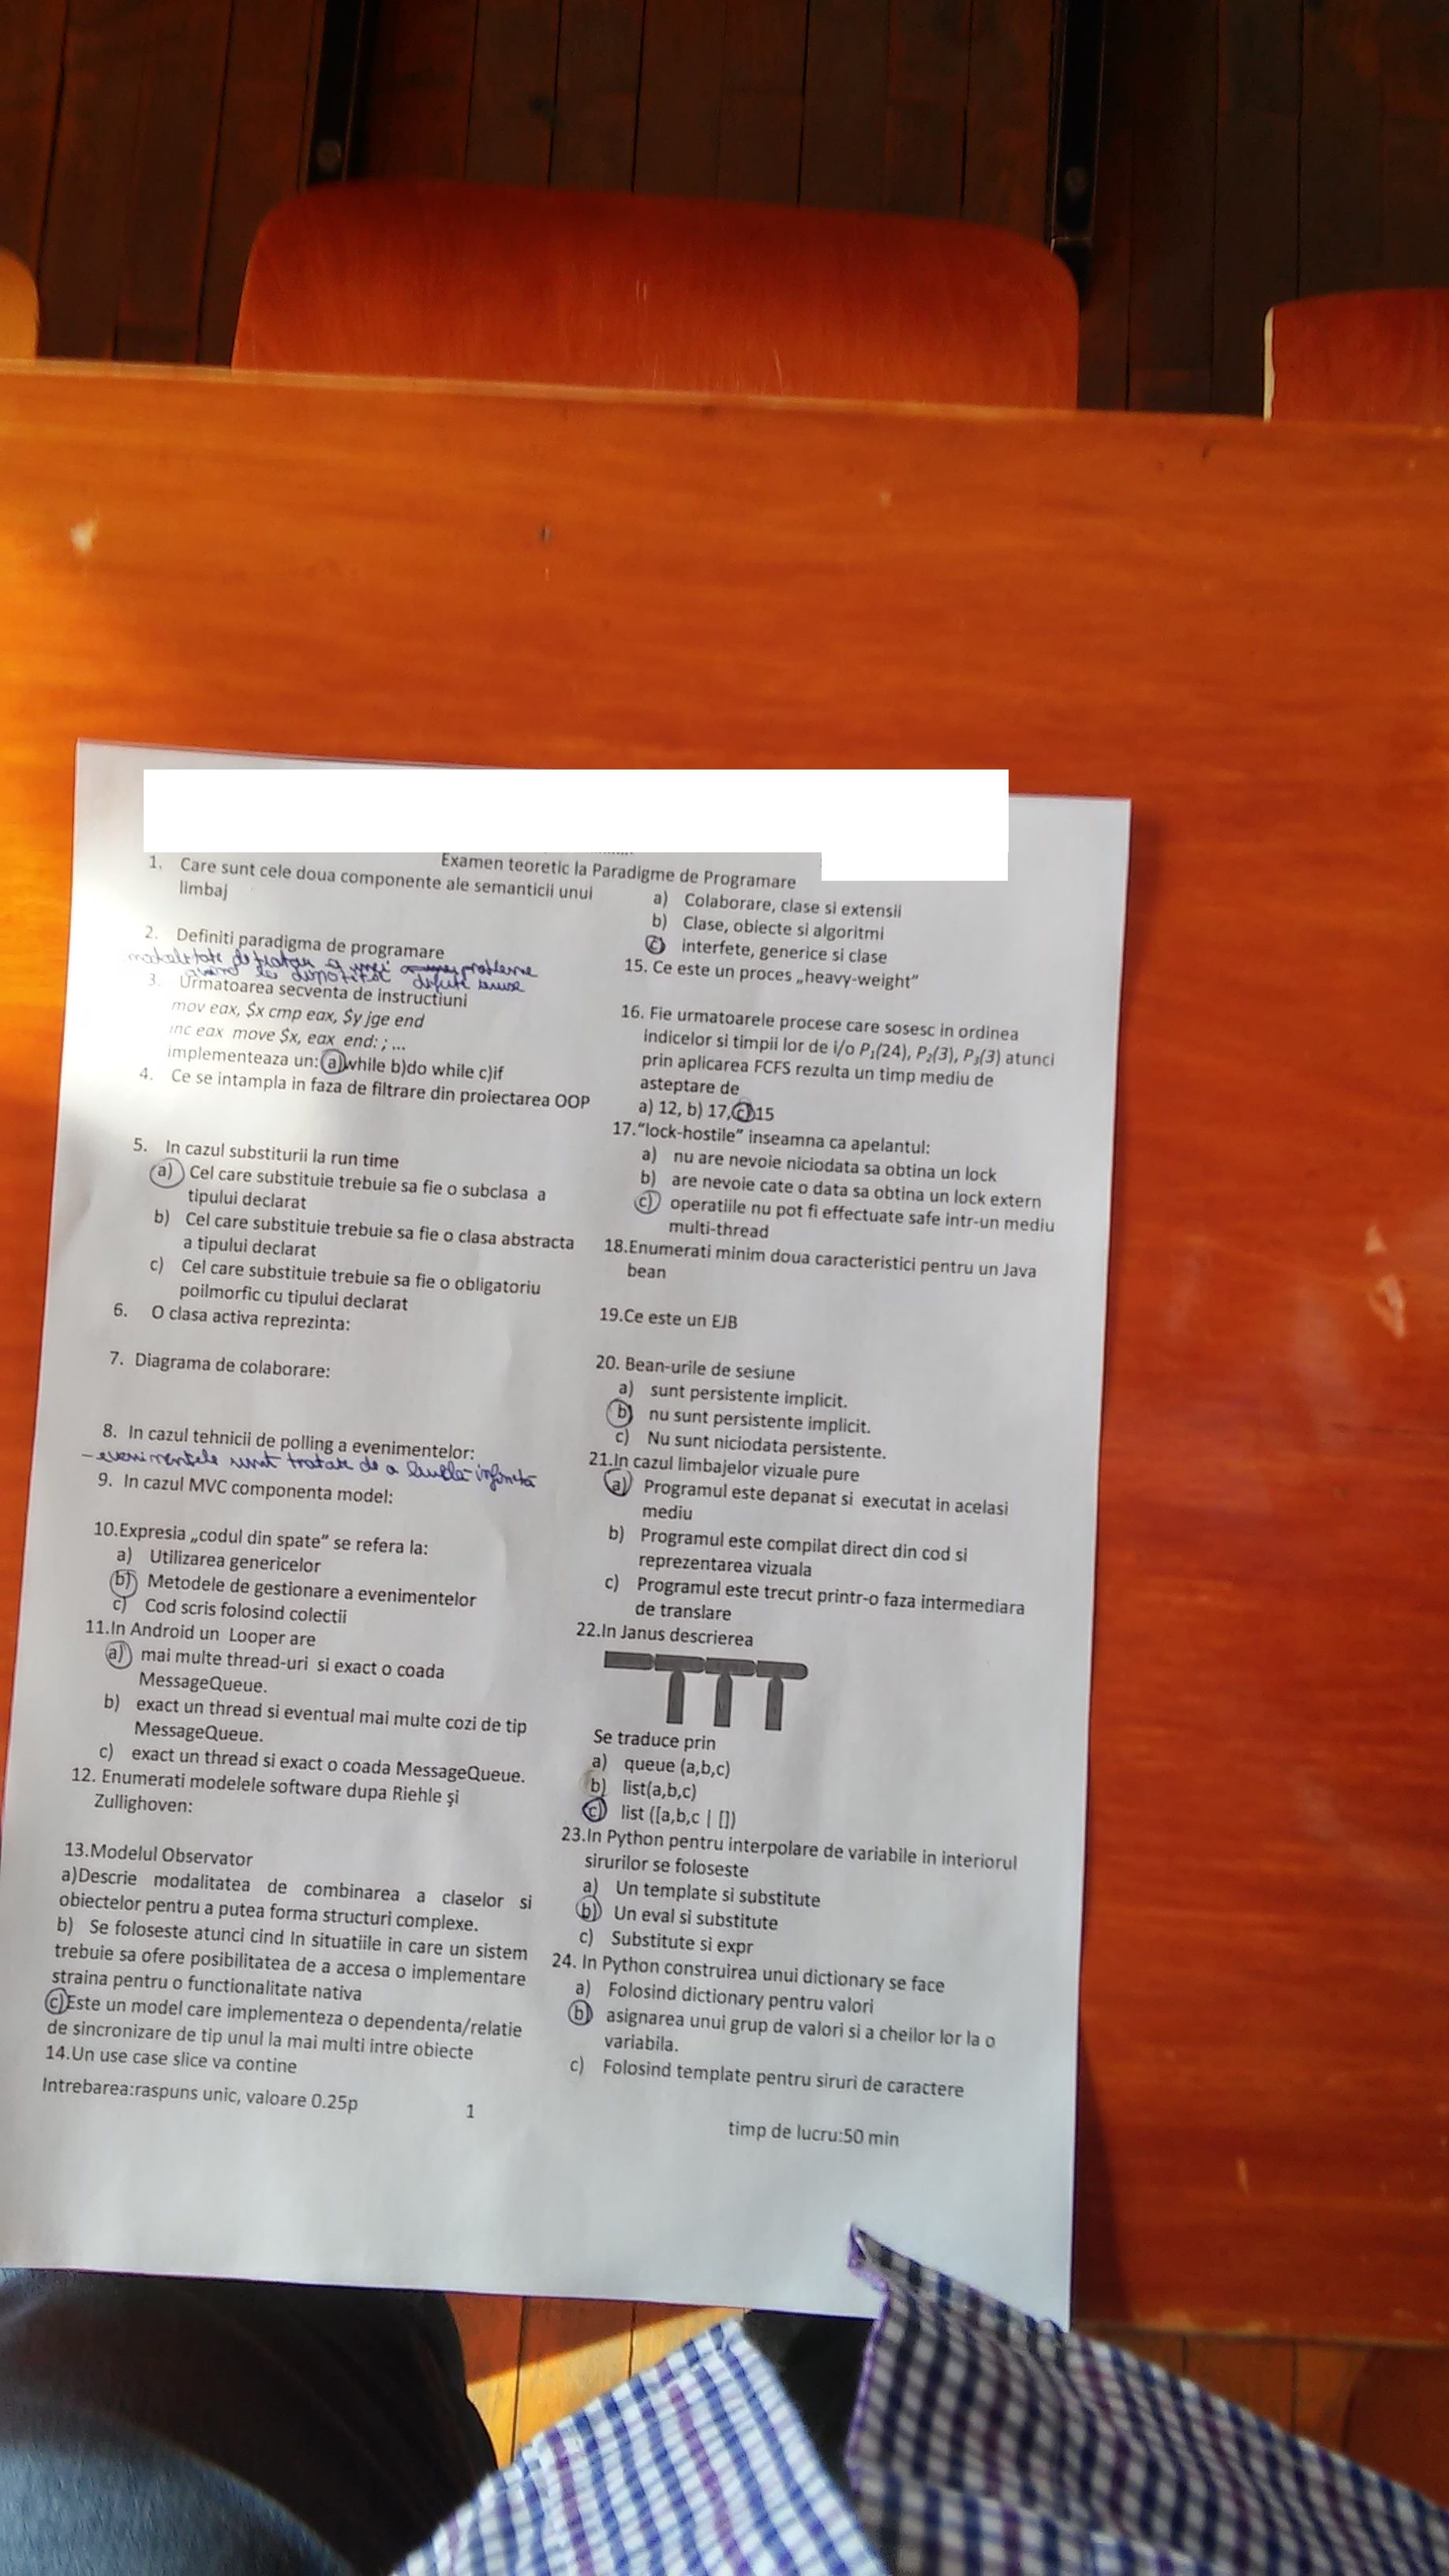 Examen teoretic la Paradigme de Programare
1. Care sunt cele doua componente ale semanticii unui
limbaj
2. Definiti paradigma de programare
3. Urmatoarea secventa de instructiuni
mov eax, $x cmp eax, $y jge end
inc eax move $x, eax end: ; ...
implementeaza un: a)while b)do while c)if
4. Ce se intampla in faza de filtrare din proiectarea OOP
5. In cazul substiturii la run time
a) Cel care substituie trebuie sa fie o subclasa a
tipului declarat
b) Cel care substituie trebuie sa fie o clasa abstracta
a tipului declarat
c) Cel care substituie trebuie sa fie o obligatoriu
poilmorfic cu tipului declarat
6. O clasa activa reprezinta:
7. Diagrama de colaborare:
8. In cazul tehnicii de polling a evenimentelor:
- evenimentele sunt tratate de o buclă infinită
9. In cazul MVC componenta model:
10.Expresia „codul din spate” se refera la:
a) Utilizarea genericelor
b) Metodele de gestionare a evenimentelor
c) Cod scris folosind colectii
11.In Android un Looper are
a) mai multe thread-uri si exact o coada
MessageQueue.
b) exact un thread si eventual mai multe cozi de tip
MessageQueue.
c) exact un thread si exact o coada MessageQueue.
12. Enumerati modelele software dupa Riehle şi
Zullighoven:
13.Modelul Observator
a)Descrie modalitatea de combinarea a claselor si
obiectelor pentru a putea forma structuri complexe.
b) Se foloseste atunci cind In situatiile in care un sistem
trebuie sa ofere posibilitatea de a accesa o implementare
straina pentru o functionalitate nativa
c)Este un model care implementeza o dependenta/relatie
de sincronizare de tip unul la mai multi intre obiecte
14.Un use case slice va contine
a) Colaborare, clase si extensii
b) Clase, obiecte si algoritmi
c) interfete, generice si clase
15. Ce este un proces „heavy-weight”
16. Fie urmatoarele procese care sosesc in ordinea
indicelor si timpii lor de i/o P₁(24), P₂(3), P₃(3) atunci
prin aplicarea FCFS rezulta un timp mediu de
asteptare de
a) 12, b) 17, c) 15
17.“lock-hostile” inseamna ca apelantul:
a) nu are nevoie niciodata sa obtina un lock
b) are nevoie cate o data sa obtina un lock extern
c) operatiile nu pot fi effectuate safe intr-un mediu
multi-thread
18.Enumerati minim doua caracteristici pentru un Java
bean
19.Ce este un EJB
20. Bean-urile de sesiune
a) sunt persistente implicit.
b) nu sunt persistente implicit.
c) Nu sunt niciodata persistente.
21.In cazul limbajelor vizuale pure
a) Programul este depanat si executat in acelasi
mediu
b) Programul este compilat direct din cod si
reprezentarea vizuala
c) Programul este trecut printr-o faza intermediara
de translare
22.In Janus descrierea
Se traduce prin
a) queue (a,b,c)
b) list(a,b,c)
c) list ([a,b,c | [])
23.In Python pentru interpolare de variabile in interiorul
sirurilor se foloseste
a) Un template si substitute
b) Un eval si substitute
c) Substitute si expr
24. In Python construirea unui dictionary se face
a) Folosind dictionary pentru valori
b) asignarea unui grup de valori si a cheilor lor la o
variabila.
c) Folosind template pentru siruri de caractere
Intrebarea:raspuns unic, valoare 0.25p
1
timp de lucru:50 min